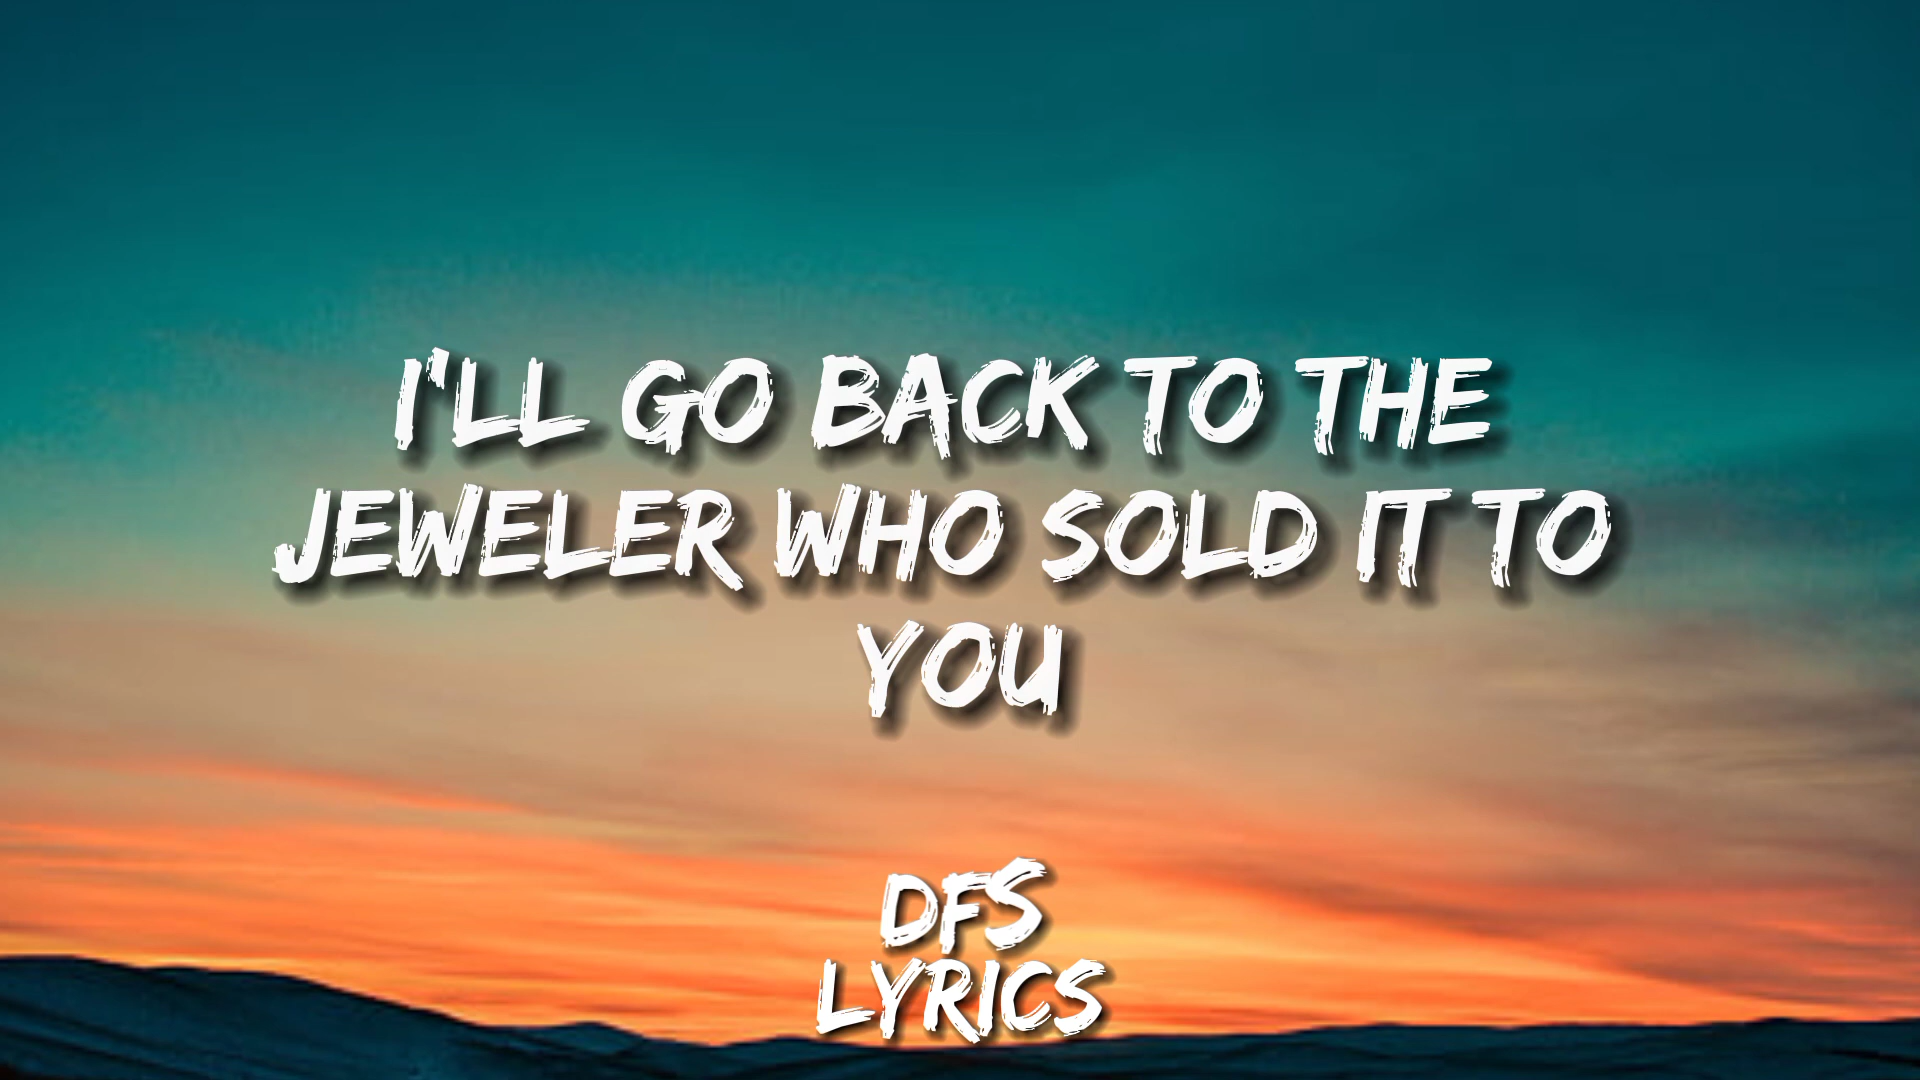 I'LL GO BACK TO THE
JEWELER WHO SOLD IT TO
YOU
DFS
LYRICS